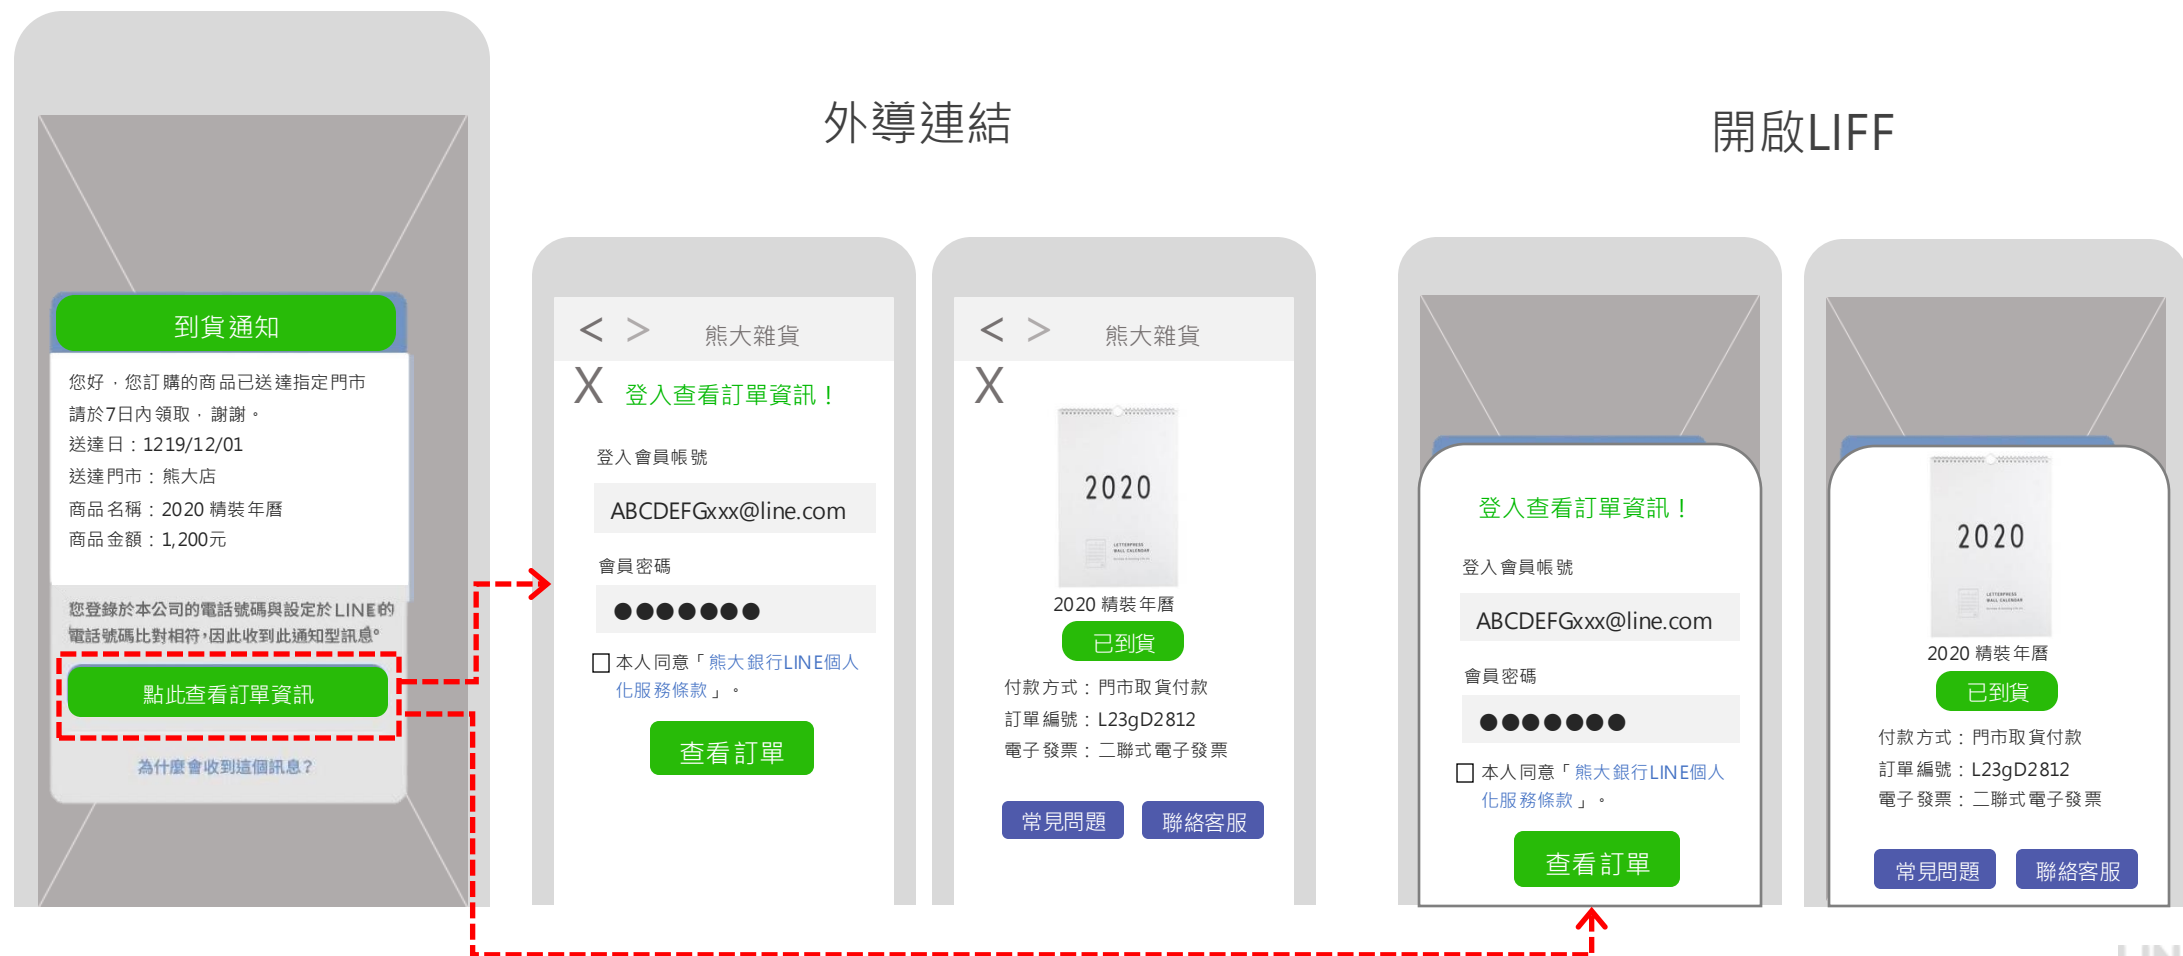 外導連結
開啟LIFF
到貨通知
您好，您訂購的商品已送達指定門市
請於7日內領取，謝謝。
送達日：1219/12/01
送達門市：熊大店
商品名稱：2020 精裝年曆
商品金額：1,200元
您登錄於本公司的電話號碼與設定於LINE的
電話號碼比對相符，因此收到此通知型訊息。
點此查看訂單資訊
為什麼會收到這個訊息？
< > 熊大雜貨
X 登入查看訂單資訊！
登入會員帳號
ABCDEFGxxx@line.com
會員密碼
●●●●●●●
本人同意「熊大銀行LINE個人
化服務條款」。
查看訂單
< > 熊大雜貨
X
2020
LETTERPRESS
WALL CALENDAR
2020 精裝年曆
已到貨
付款方式：門市取貨付款
訂單編號：L23gD2812
電子發票：二聯式電子發票
常見問題
聯絡客服
登入查看訂單資訊！
登入會員帳號
ABCDEFGxxx@line.com
會員密碼
●●●●●●●
本人同意「熊大銀行LINE個人
化服務條款」。
查看訂單
2020
LETTERPRESS
WALL CALENDAR
2020 精裝年曆
已到貨
付款方式：門市取貨付款
訂單編號：L23gD2812
電子發票：二聯式電子發票
常見問題
聯絡客服